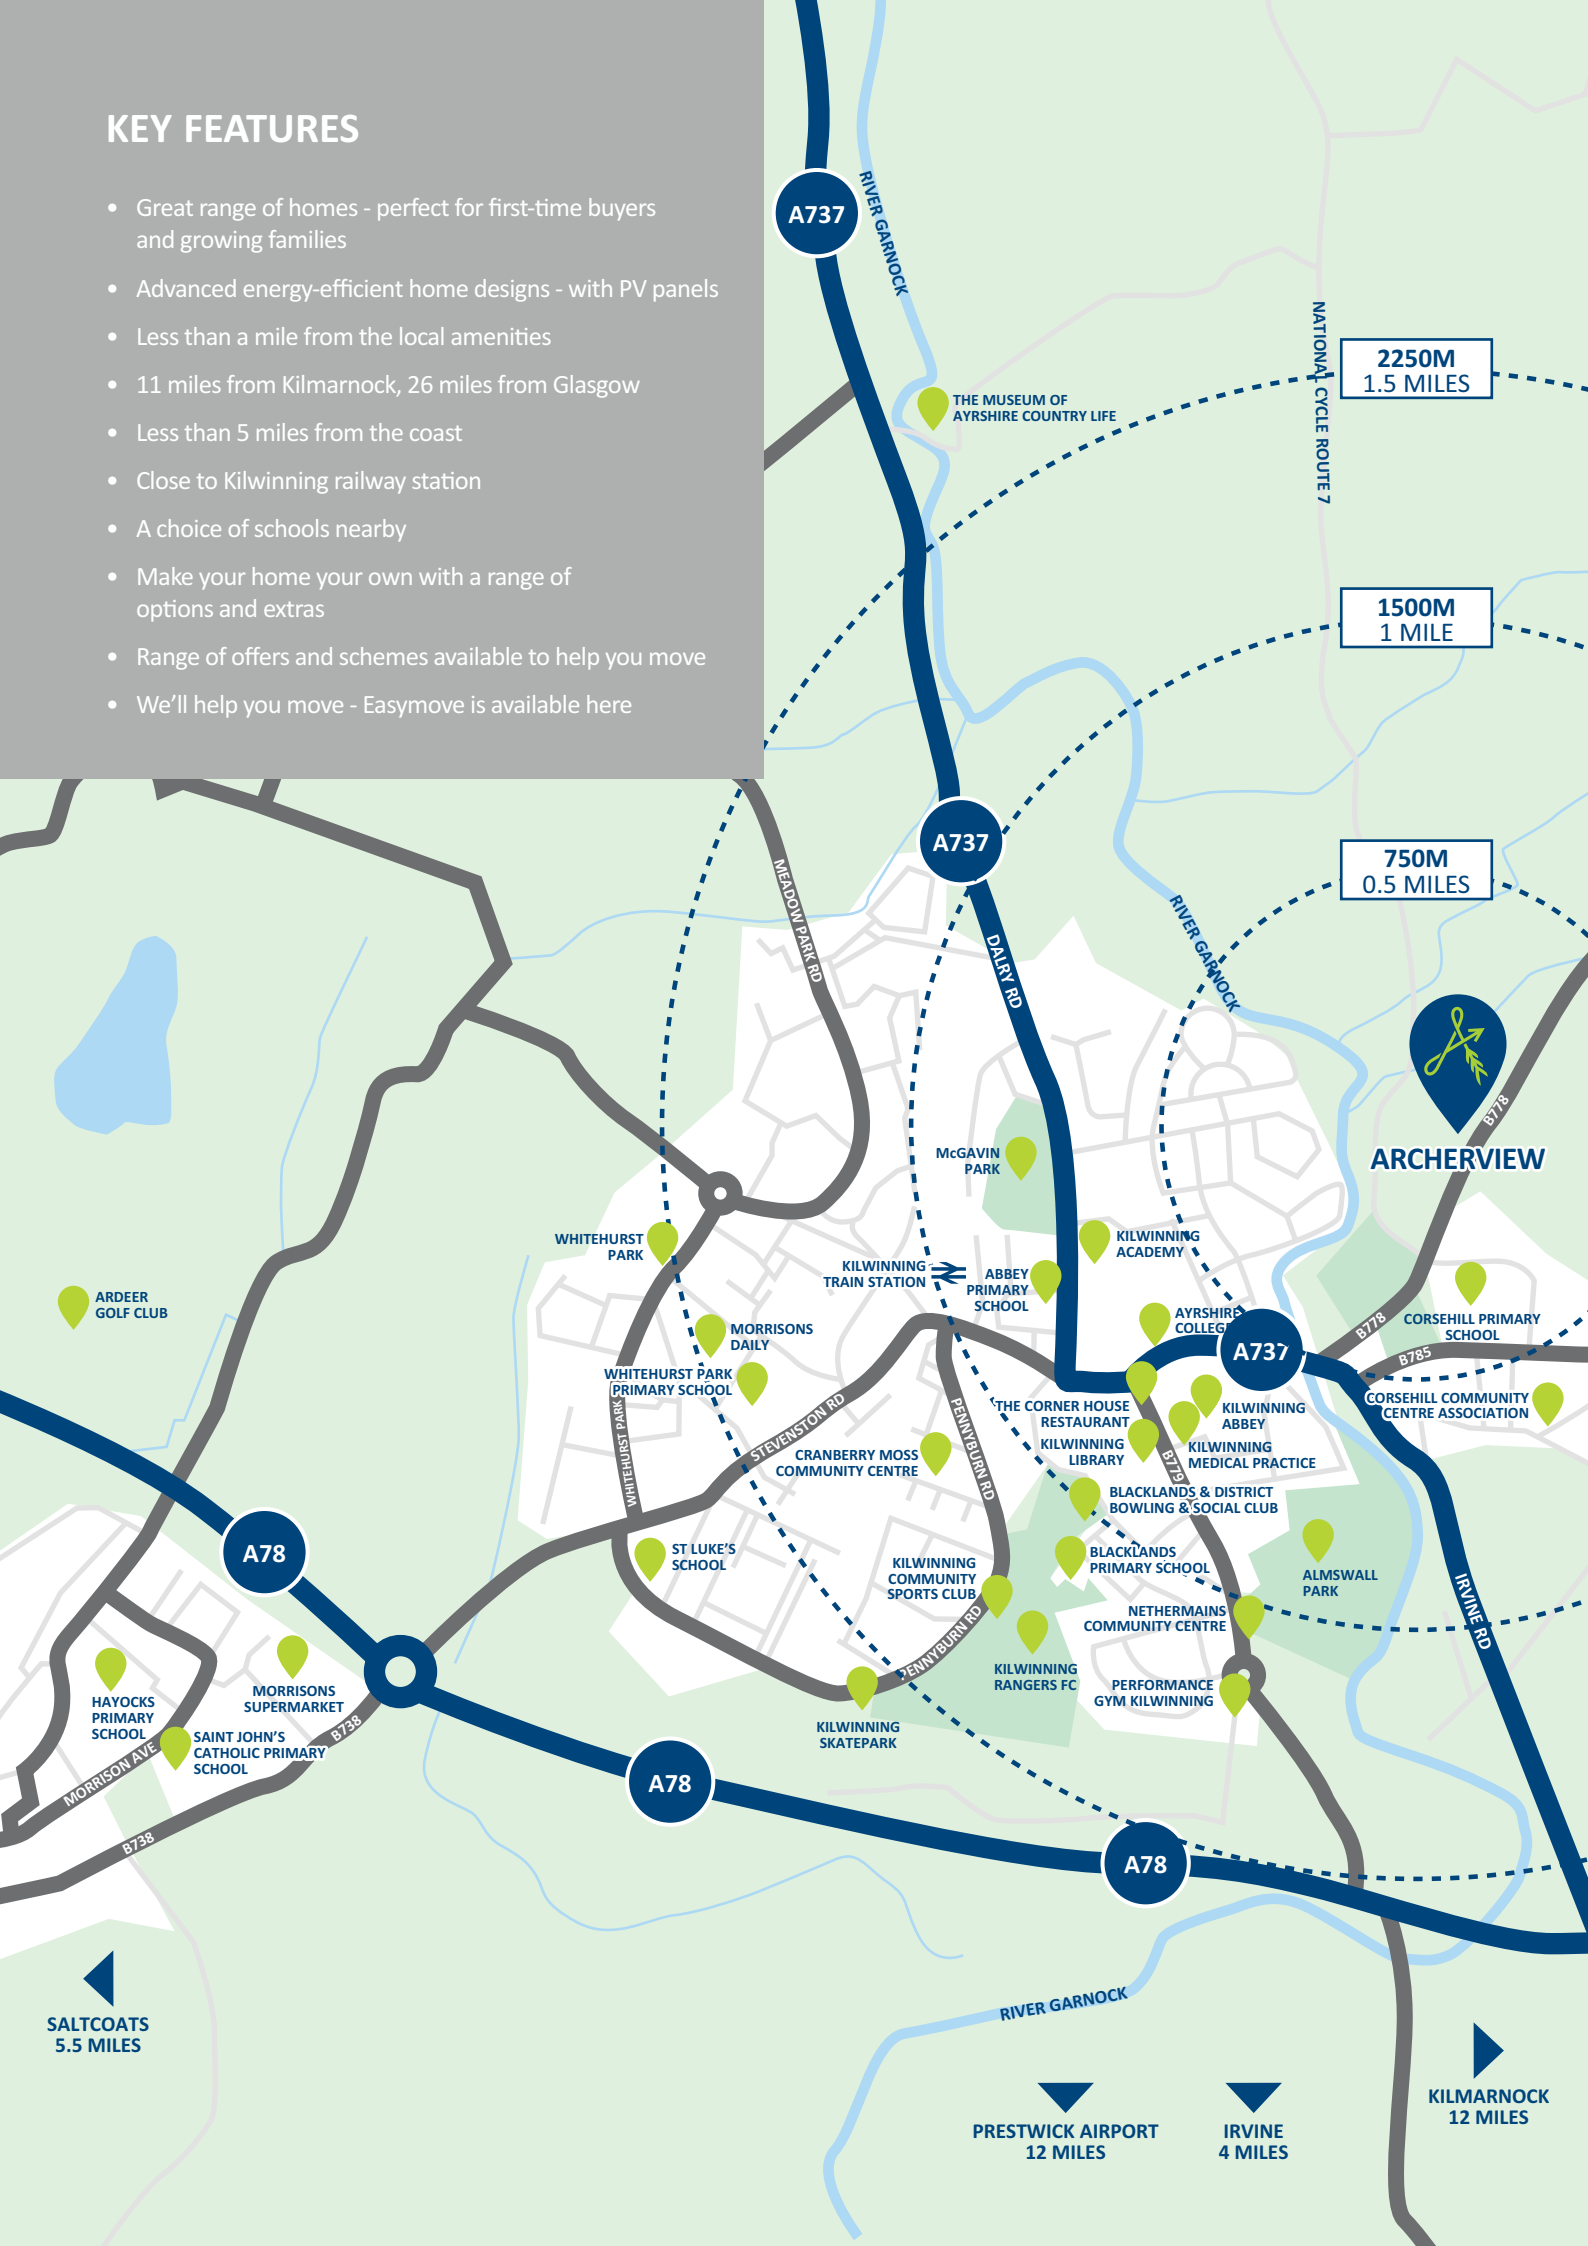 KEY FEATURES
• Great range of homes - perfect for first-time buyers
and growing families
• Advanced energy-efficient home designs - with PV panels
• Less than a mile from the local amenities
• 11 miles from Kilmarnock, 26 miles from Glasgow
• Less than 5 miles from the coast
• Close to Kilwinning railway station
• A choice of schools nearby
• Make your home your own with a range of
options and extras
• Range of offers and schemes available to help you move
• We'll help you move - Easymove is available here
A737
RIVER GARNOCK
NATIONAL CYCLE ROUTE 7
2250M
1.5 MILES
THE MUSEUM OF
AYRSHIRE COUNTRY LIFE
1500M
1 MILE
A737
750M
0.5 MILES
MEADOW PARK RD
DALRY RD
RIVER GARNOCK
B778
ARCHERVIEW
McGAVIN
PARK
WHITEHURST
PARK
KILWINNING
ACADEMY
KILWINNING
TRAIN STATION
ABBEY
PRIMARY
SCHOOL
ARDEER
GOLF CLUB
MORRISONS
DAILY
AYRSHIRE
COLLEGE
A737
B778
CORSEHILL PRIMARY
SCHOOL
B785
WHITEHURST PARK
PRIMARY SCHOOL
WHITEHURST PARK
STEVENSTON RD
PENNYBURN RD
THE CORNER HOUSE
RESTAURANT
KILWINNING
ABBEY
CORSEHILL COMMUNITY
CENTRE ASSOCIATION
KILWINNING
LIBRARY
KILWINNING
MEDICAL PRACTICE
B779
CRANBERRY MOSS
COMMUNITY CENTRE
BLACKLANDS & DISTRICT
BOWLING & SOCIAL CLUB
A78
ST LUKE'S
SCHOOL
KILWINNING
COMMUNITY
SPORTS CLUB
BLACKLANDS
PRIMARY SCHOOL
ALMSWALL
PARK
IRVINE RD
NETHERMAINS
COMMUNITY CENTRE
PENNYBURN RD
KILWINNING
RANGERS FC
PERFORMANCE
GYM KILWINNING
HAYOCKS
PRIMARY
SCHOOL
MORRISONS
SUPERMARKET
SAINT JOHN'S
CATHOLIC PRIMARY
SCHOOL
B738
MORRISON AVE
B738
KILWINNING
SKATEPARK
A78
A78
SALTCOATS
5.5 MILES
RIVER GARNOCK
PRESTWICK AIRPORT
12 MILES
IRVINE
4 MILES
KILMARNOCK
12 MILES